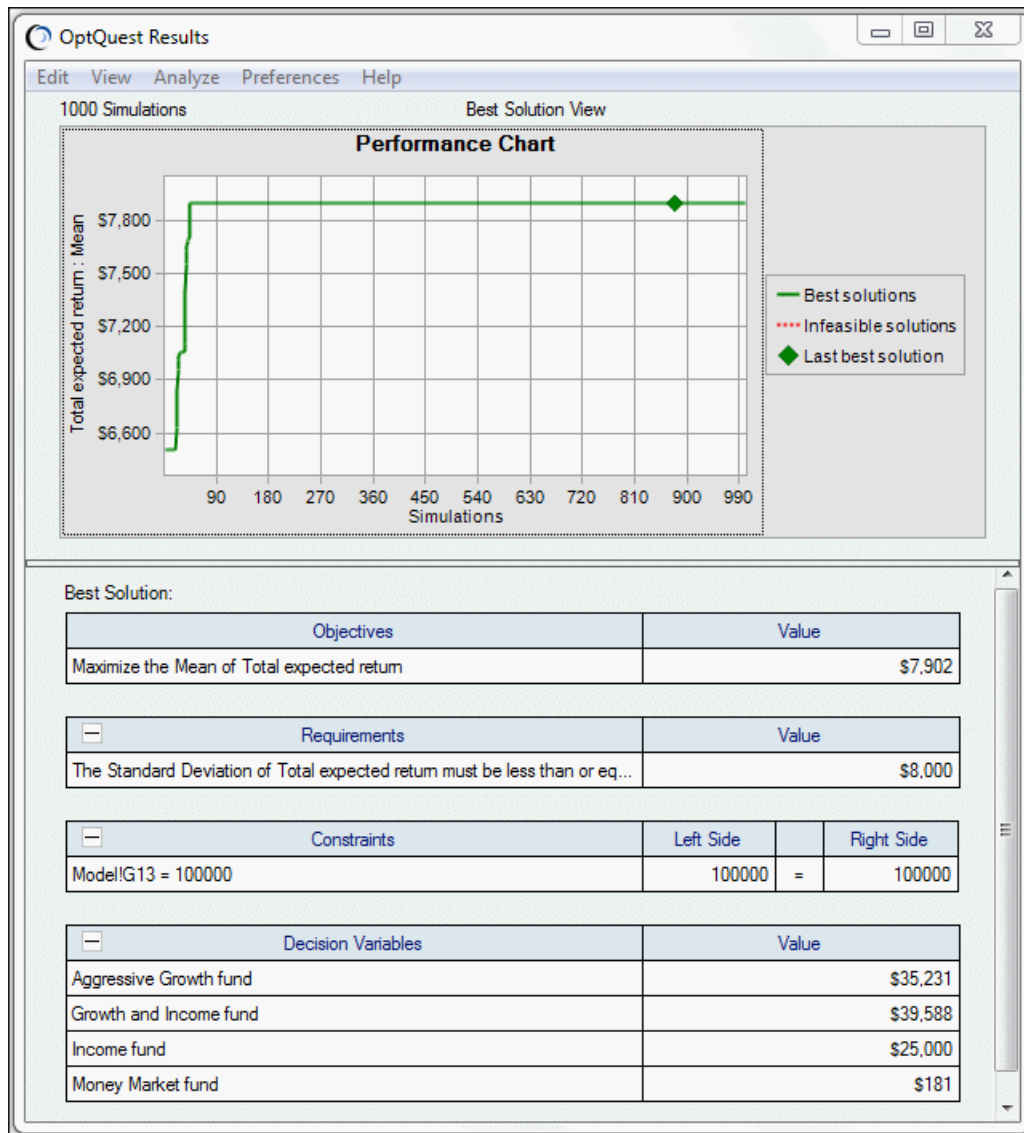 OptQuest Results
Edit View Analyze Preferences Help
1000 Simulations Best Solution View
Performance Chart
Total expected return : Mean
$7,800
$7,500
$7,200
$6,900
$6,600
90 180 270 360 450 540 630 720 810 900 990
Simulations
Best solutions
Infeasible solutions
Last best solution
Best Solution:
Objectives Value
Maximize the Mean of Total expected return $7,902
Requirements Value
The Standard Deviation of Total expected return must be less than or eq... $8,000
Constraints Left Side Right Side
Model!G13 = 100000 100000 = 100000
Decision Variables Value
Aggressive Growth fund $35,231
Growth and Income fund $39,588
Income fund $25,000
Money Market fund $181